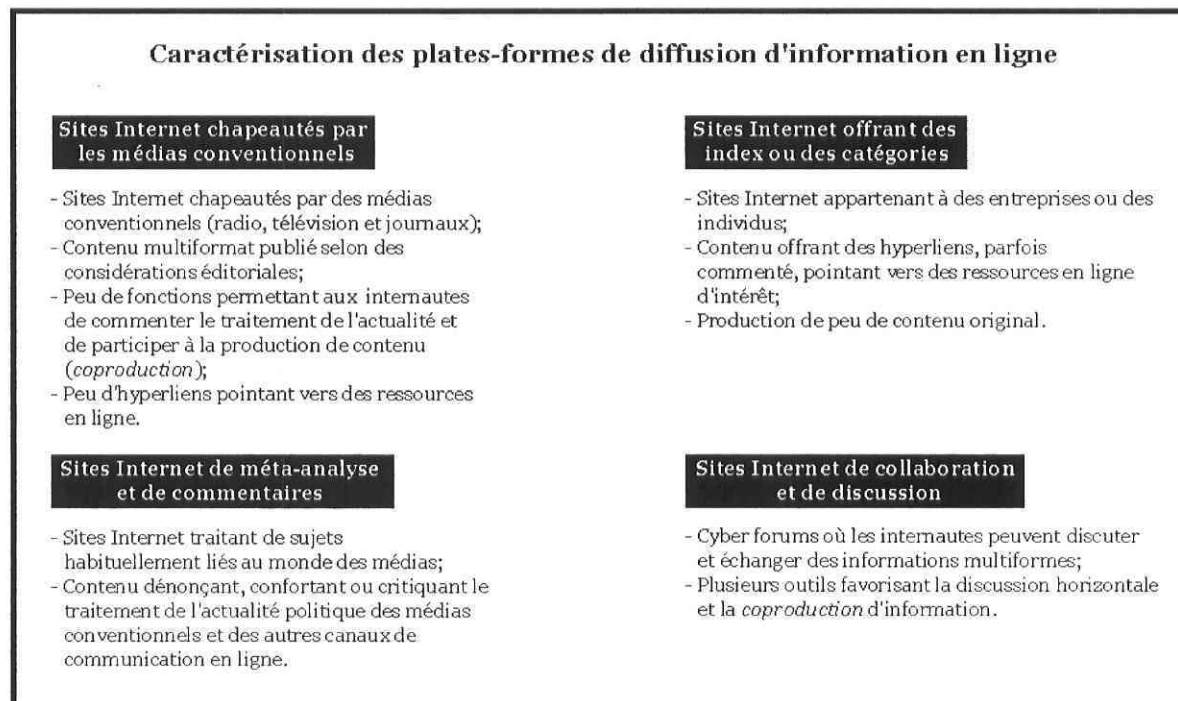 Caractérisation des plates-formes de diffusion d'information en ligne
Sites Internet chapeautés par
les médias conventionnels
- Sites Internet chapeautés par des médias
conventionnels (radio, télévision et journaux);
- Contenu multiformat publié selon des
considérations éditoriales;
- Peu de fonctions permettant aux internautes
de commenter le traitement de l'actualité et
de participer à la production de contenu
(coproduction);
- Peu d'hyperliens pointant vers des ressources
en ligne.
Sites Internet offrant des
index ou des catégories
- Sites Internet appartenant à des entreprises ou des
individus;
- Contenu offrant des hyperliens, parfois
commenté, pointant vers des ressources en ligne
d'intérêt;
- Production de peu de contenu original.
Sites Internet de méta-analyse
et de commentaires
- Sites Internet traitant de sujets
habituellement liés au monde des médias;
- Contenu dénonçant, confortant ou critiquant le
traitement de l'actualité politique des médias
conventionnels et des autres canaux de
communication en ligne.
Sites Internet de collaboration
et de discussion
- Cyber forums où les internautes peuvent discuter
et échanger des informations multiformes;
- Plusieurs outils favorisant la discussion horizontale
et la coproduction d'information.